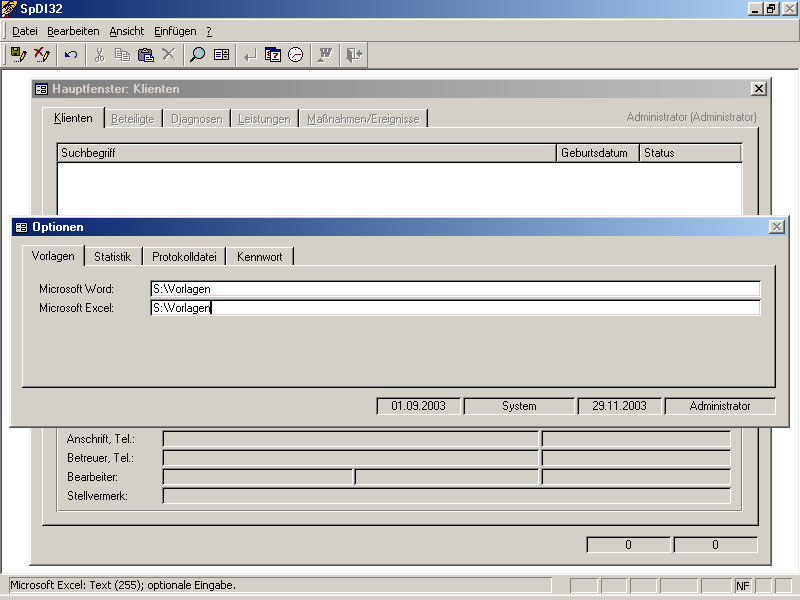 SpDI32
Datei Bearbeiten Ansicht Einfügen ?
Hauptfenster: Klienten
Klienten Beteiligte Diagnosen Leistungen Maßnahmen/Ereignisse Administrator (Administrator)
Suchbegriff Geburtsdatum Status
Optionen
Vorlagen Statistik Protokolldatei Kennwort
Microsoft Word: S:\Vorlagen
Microsoft Excel: S:\Vorlagen
01.09.2003 System 29.11.2003 Administrator
Anschrift, Tel.:
Betreuer, Tel.:
Bearbeiter:
Stellvermerk:
0 0
Microsoft Excel: Text (255); optionale Eingabe. NF